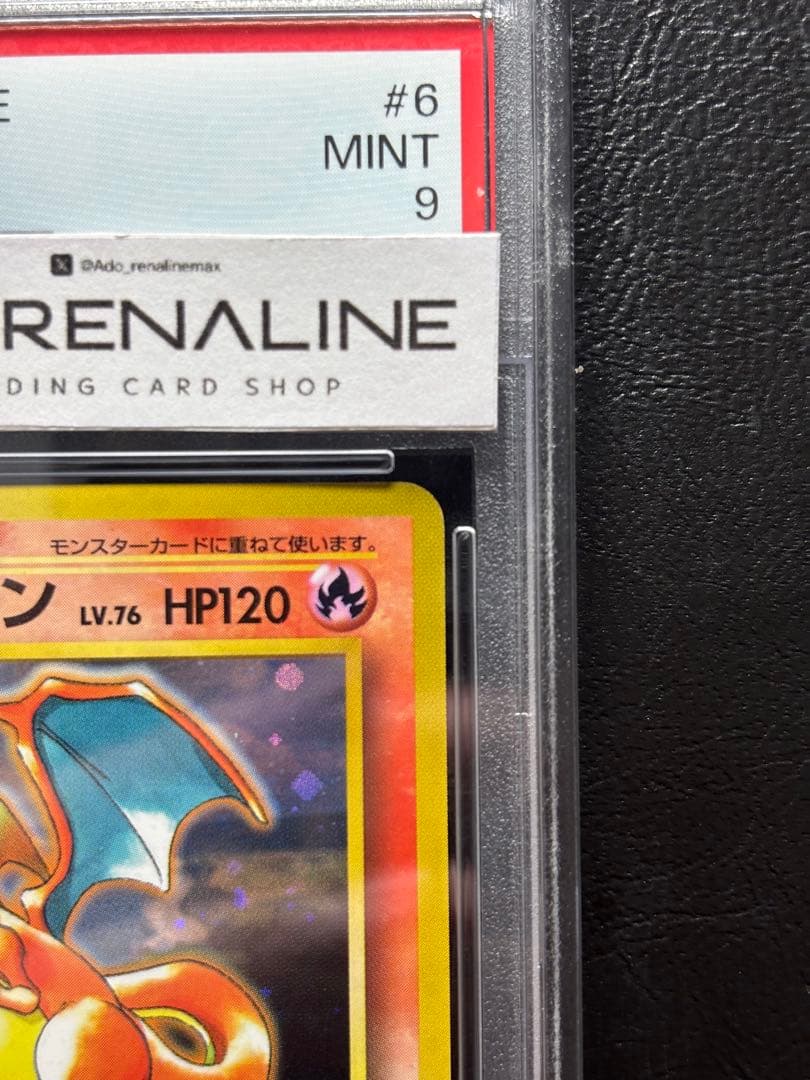 E
#6
MINT
9
@Ado_renalinemax
RENALINE
DING CARD SHOP
モンスターカードに重ねて使います。
ン LV.76 HP120